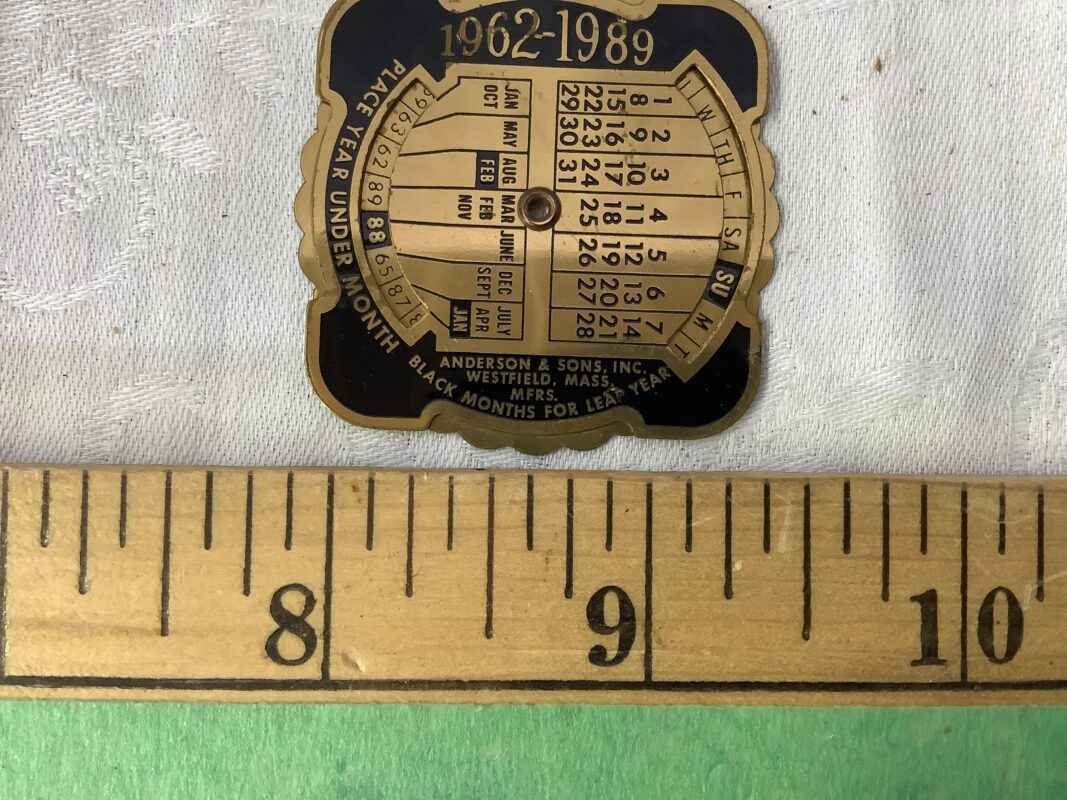 1962-1989
PLACE YEAR UNDER MONTH
69 63 62 89 88 65 87
JAN MAY AUG MAR JUNE DEC JULY
OCT FEB FEB SEPT APR
NOV JAN
1 2 3 4 5 6 7
8 9 10 11 12 13 14
15 16 17 18 19 20 21
22 23 24 25 26 27 28
29 30 31
W TH F SA SU M T
ANDERSON & SONS, INC.
WESTFIELD, MASS.
MFRS.
BLACK MONTHS FOR LEAP YEAR
8 9 10